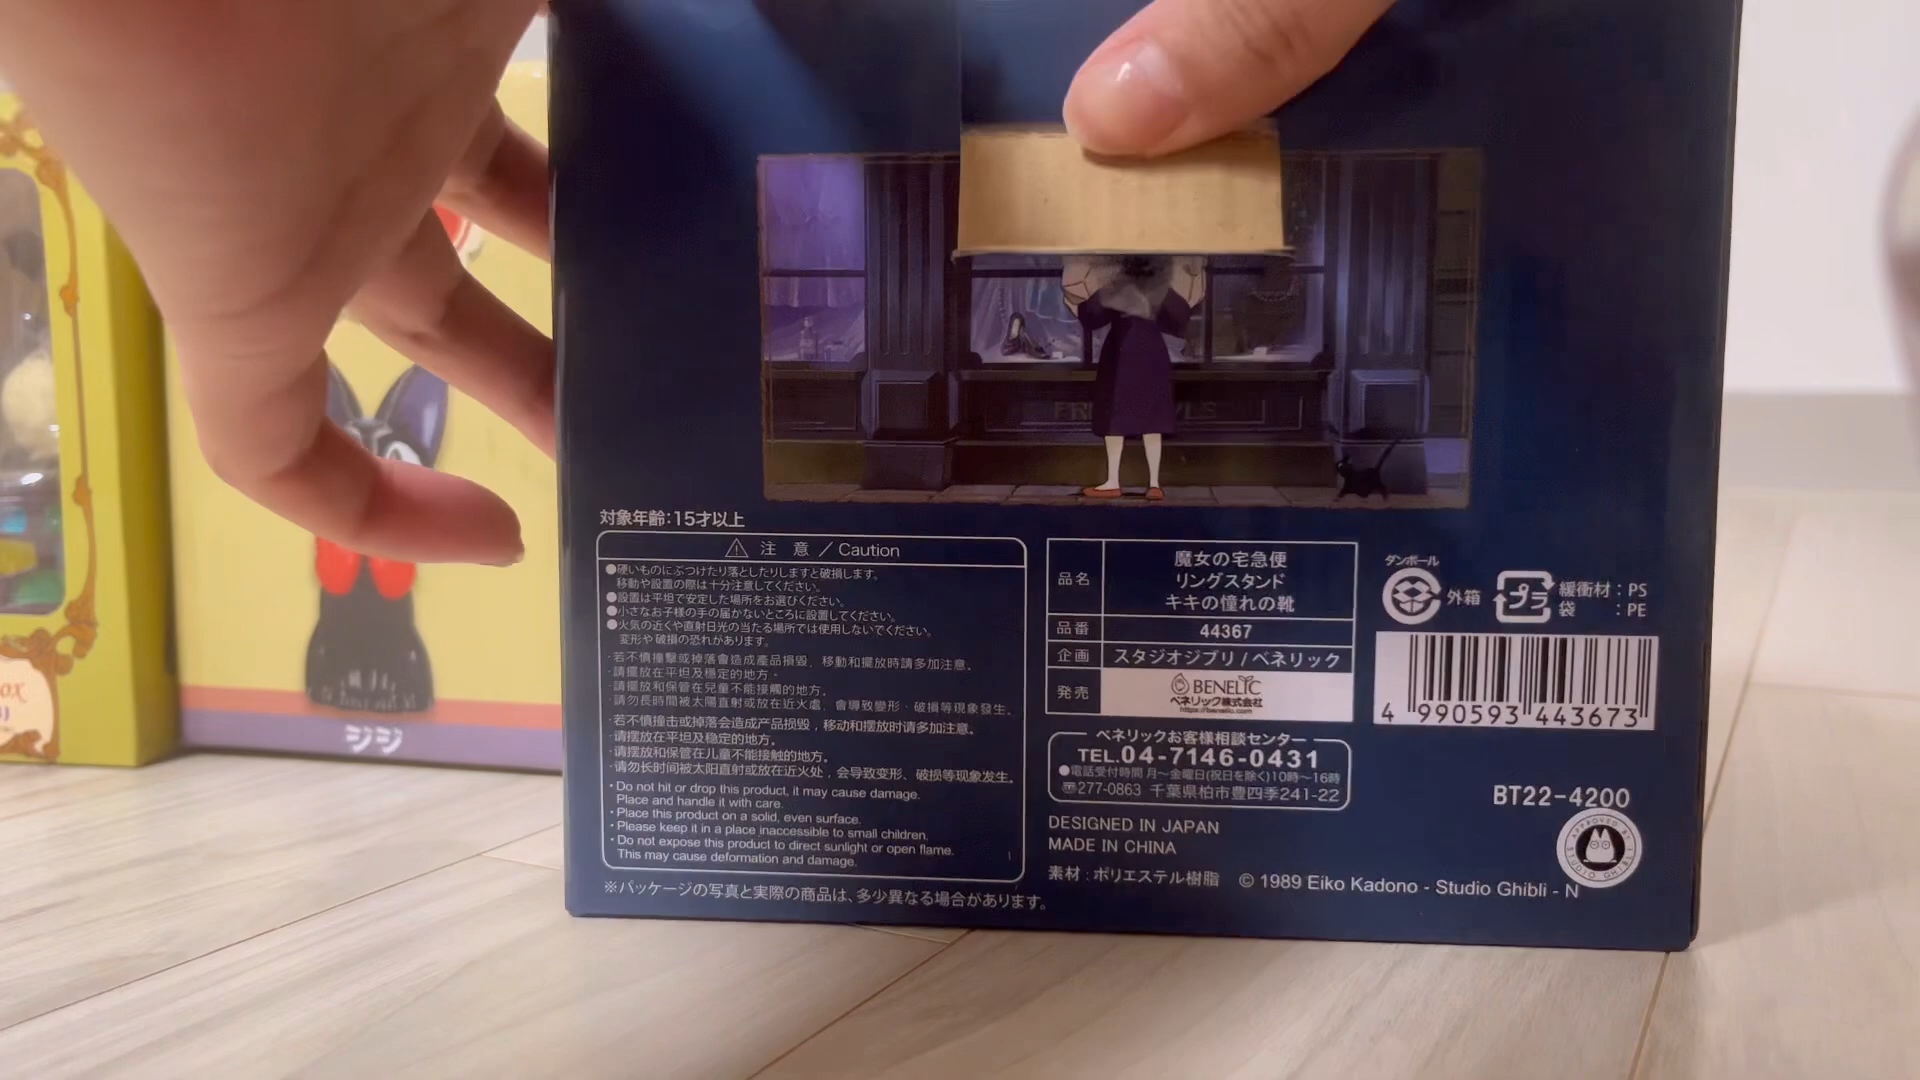 対象年齢:15才以上
注 意 / Caution
●硬いものにぶつけたり落としたりしますと破損します。
移動や設置の際は十分注意してください。
●設置は平坦で安定した場所をお選びください。
●小さなお子様の手の届かないところに設置してください。
●火気の近くや直射日光の当たる場所では使用しないでください。
変形や破損の恐れがあります。
・若不慎撞擊或掉落會造成產品損毀，移動和擺放時請多加注意。
・請擺放在平坦及穩定的地方。
・請擺放和保管在兒童不能接觸的地方。
・請勿長時間被太陽直射或放在近火處，會導致變形、破損等現象發生。
・若不慎撞击或掉落会造成产品损毁，移动和摆放时请多加注意。
・请摆放在平坦及稳定的地方。
・请摆放和保管在儿童不能接触的地方。
・请勿长时间被太阳直射或放在近火处，会导致变形、破损等现象发生。
・Do not hit or drop this product, it may cause damage.
Place and handle it with care.
・Place this product on a solid, even surface.
・Please keep it in a place inaccessible to small children.
・Do not expose this product to direct sunlight or open flame.
This may cause deformation and damage.
※パッケージの写真と実際の商品は、多少異なる場合があります。
品名 魔女の宅急便
リングスタンド
キキの憧れの靴
品番 44367
企画 スタジオジブリ / ベネリック
発売 BENELIC
ベネリック株式会社
https://benelic.com
ベネリックお客様相談センター
TEL.04-7146-0431
●電話受付時間 月〜金曜日(祝日を除く)10時〜16時
〒277-0863 千葉県柏市豊四季241-22
DESIGNED IN JAPAN
MADE IN CHINA
素材:ポリエステル樹脂 © 1989 Eiko Kadono - Studio Ghibli - N
ダンボール
外箱
プラ
緩衝材:PS
袋 :PE
4 990593 443673
BT22-4200
ジジ